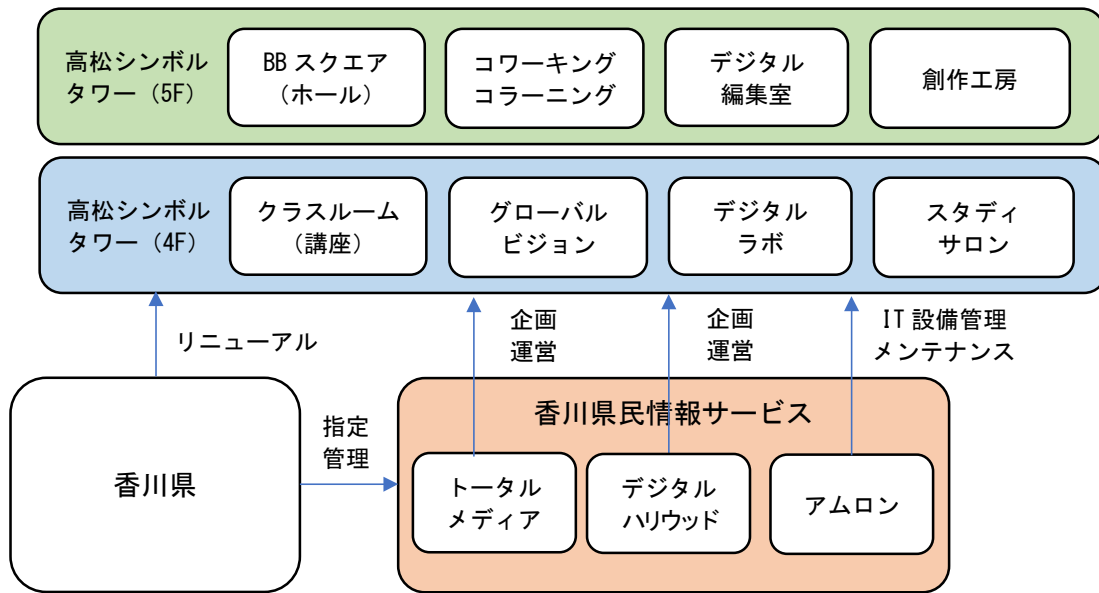 高松シンボル
タワー（5F）
BB スクエア
（ホール）
コワーキング
コラーニング
デジタル
編集室
創作工房
高松シンボル
タワー（4F）
クラスルーム
（講座）
グローバル
ビジョン
デジタル
ラボ
スタディ
サロン
リニューアル
企画
運営
企画
運営
IT 設備管理
メンテナンス
香川県
指定
管理
香川県民情報サービス
トータル
メディア
デジタル
ハリウッド
アムロン